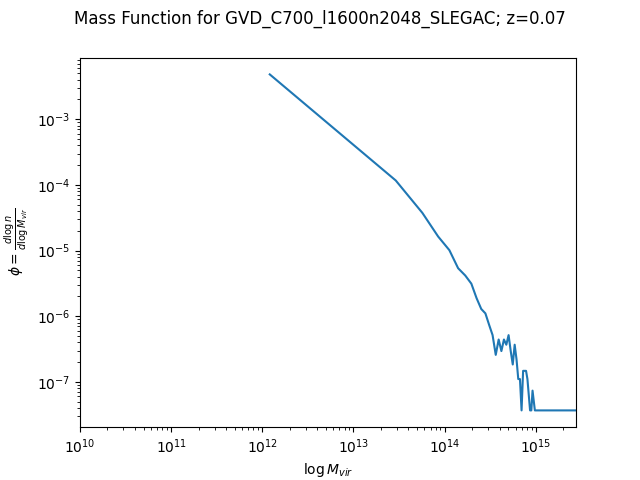 Mass Function for GVD_C700_l1600n2048_SLEGAC; z=0.07
10⁻³
10⁻⁴
10⁻⁵
10⁻⁶
10⁻⁷
ϕ = d log n / d log M_vir
10¹⁰ 10¹¹ 10¹² 10¹³ 10¹⁴ 10¹⁵
log M_vir